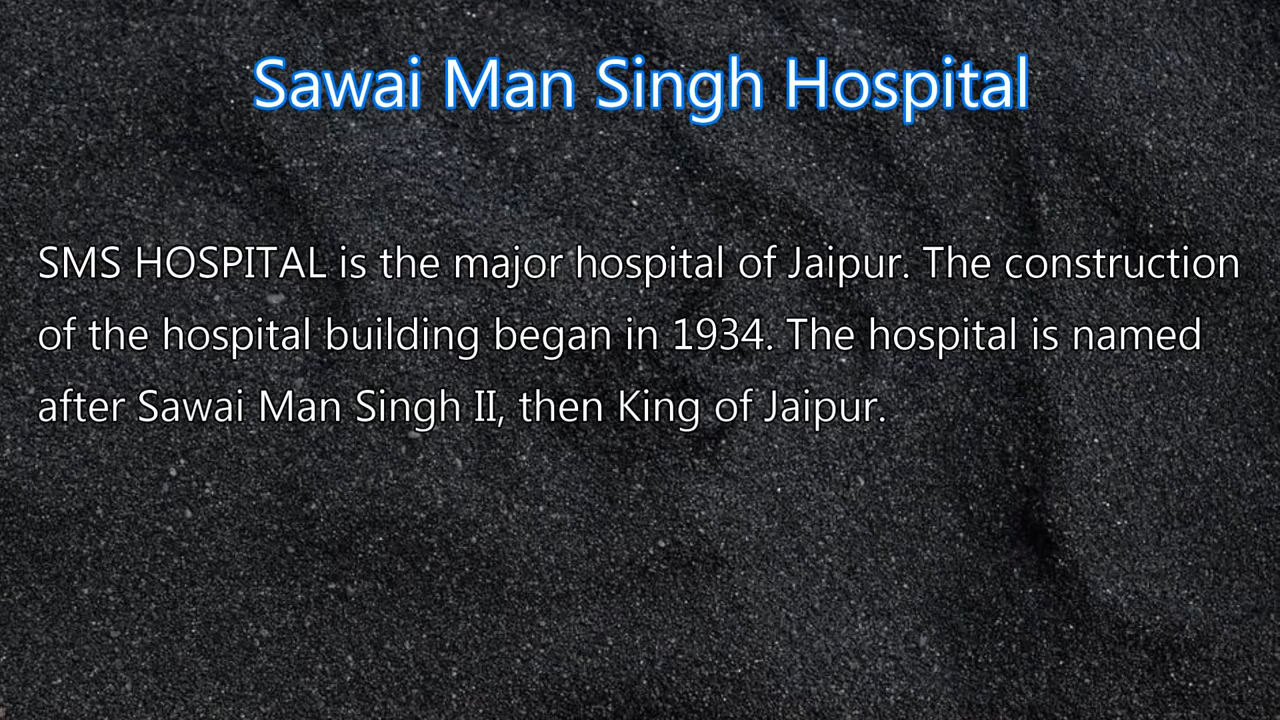 Sawai Man Singh Hospital
SMS HOSPITAL is the major hospital of Jaipur. The construction
of the hospital building began in 1934. The hospital is named
after Sawai Man Singh II, then King of Jaipur.